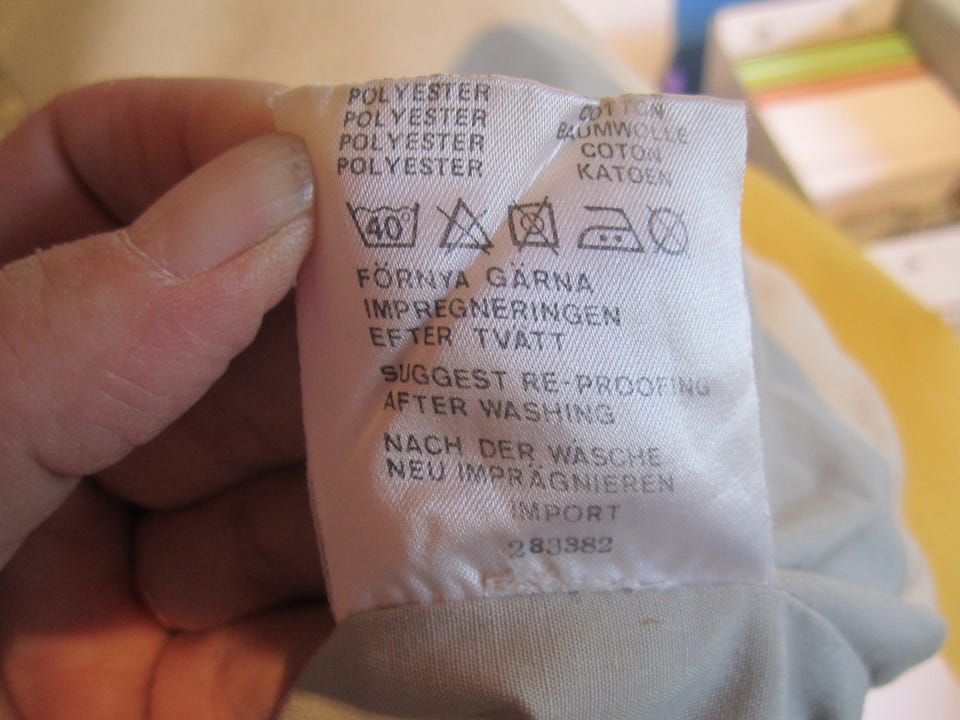 POLYESTER COTTON
POLYESTER BAUMWOLLE
POLYESTER COTON
POLYESTER KATOEN
40
FÖRNYA GÄRNA
IMPREGNERINGEN
EFTER TVÄTT
SUGGEST RE-PROOFING
AFTER WASHING
NACH DER WÄSCHE
NEU IMPRÄGNIEREN
IMPORT
283382